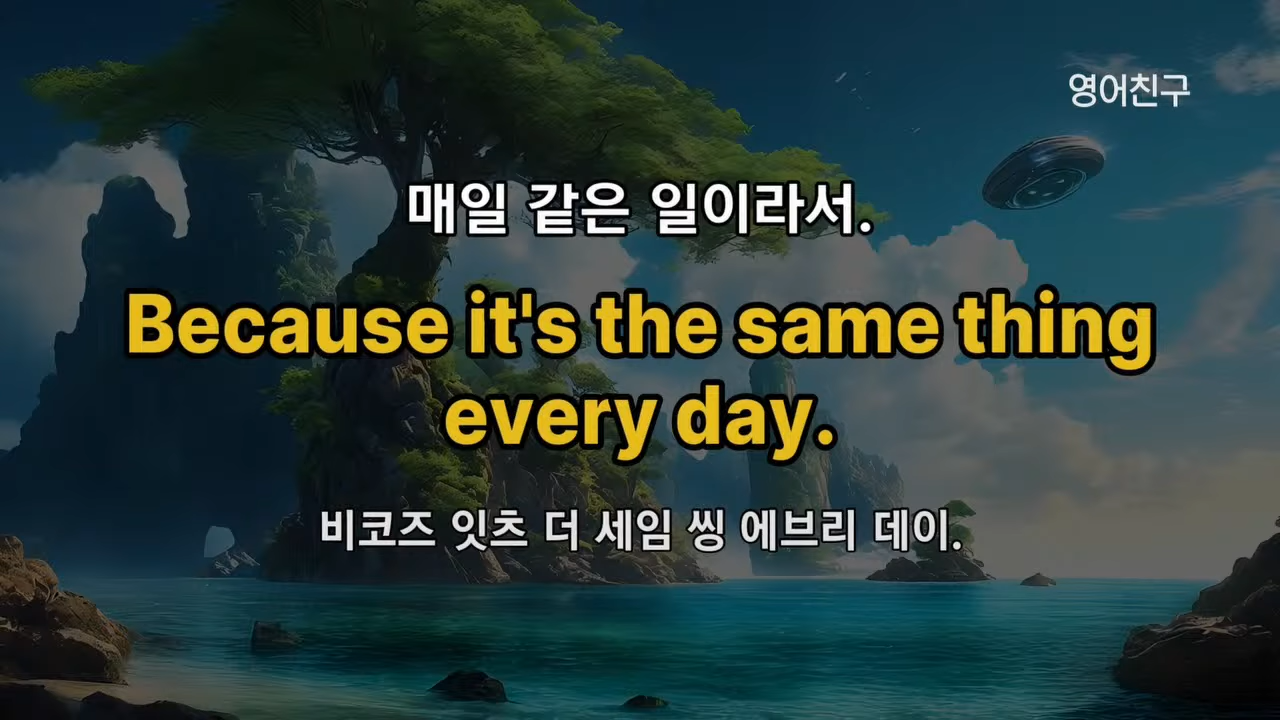 영어친구
매일 같은 일이라서.
Because it's the same thing
every day.
비코즈 잇츠 더 세임 씽 에브리 데이.